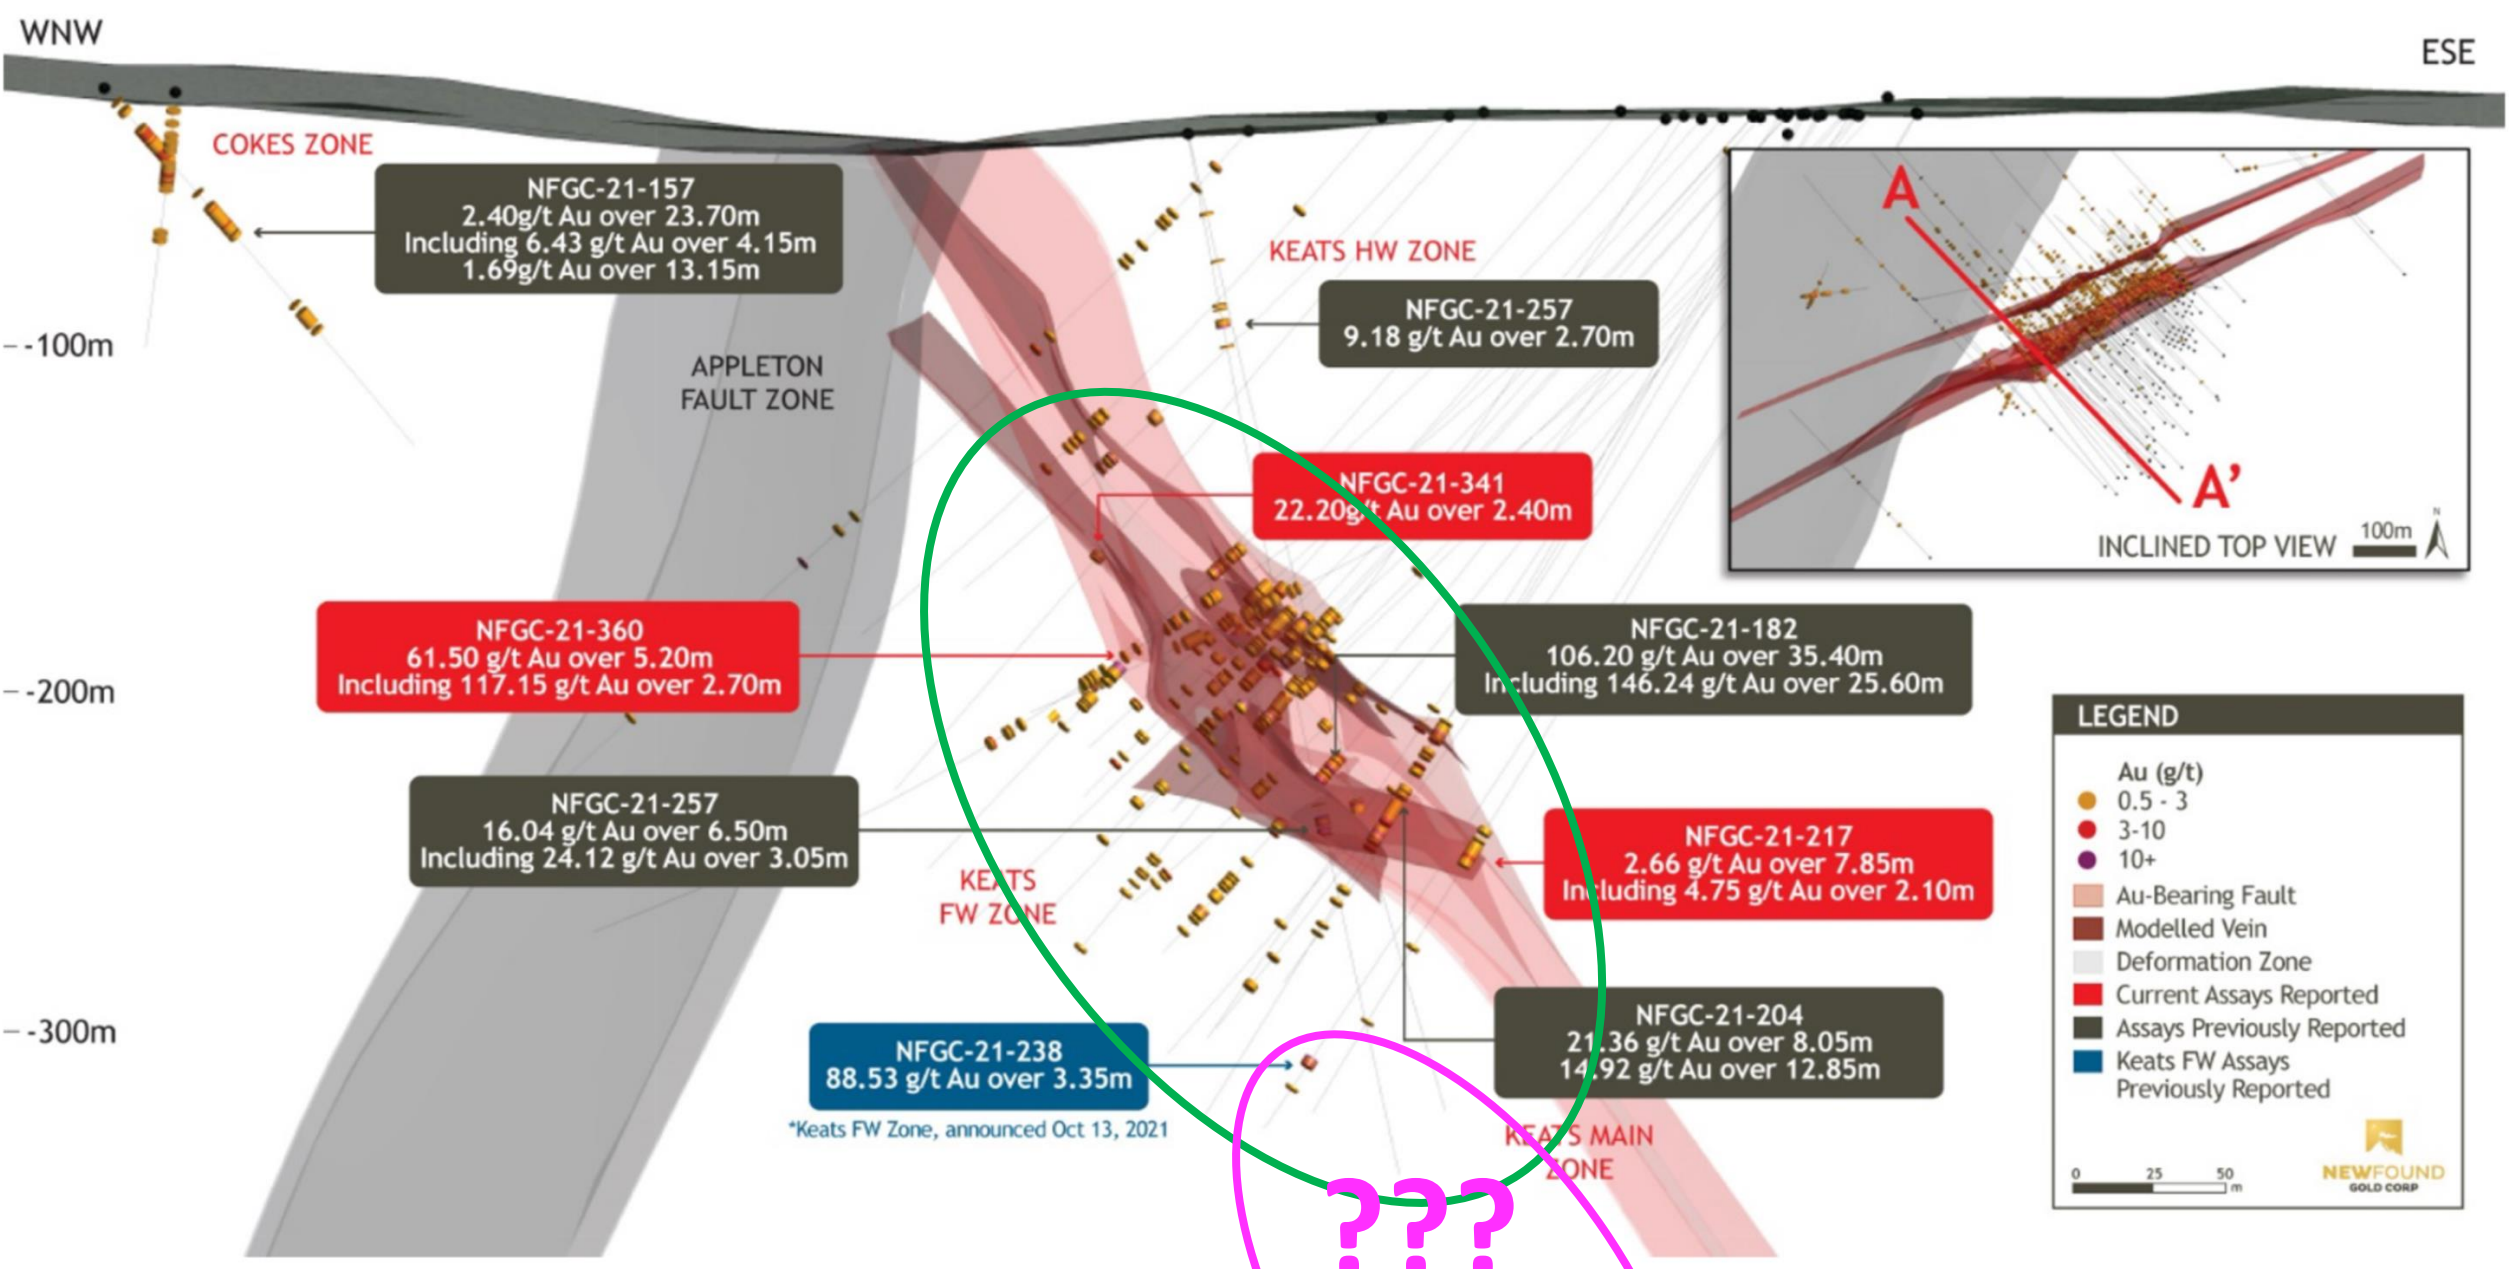 WNW
ESE
COKES ZONE
NFGC-21-157
2.40g/t Au over 23.70m
Including 6.43 g/t Au over 4.15m
1.69g/t Au over 13.15m
KEATS HW ZONE
NFGC-21-257
9.18 g/t Au over 2.70m
-100m
APPLETON
FAULT ZONE
A
A’
INCLINED TOP VIEW
100m
N
NFGC-21-341
22.20g/t Au over 2.40m
NFGC-21-360
61.50 g/t Au over 5.20m
Including 117.15 g/t Au over 2.70m
NFGC-21-182
106.20 g/t Au over 35.40m
Including 146.24 g/t Au over 25.60m
-200m
NFGC-21-257
16.04 g/t Au over 6.50m
Including 24.12 g/t Au over 3.05m
NFGC-21-217
2.66 g/t Au over 7.85m
Including 4.75 g/t Au over 2.10m
KEATS
FW ZONE
-300m
NFGC-21-238
88.53 g/t Au over 3.35m
*Keats FW Zone, announced Oct 13, 2021
NFGC-21-204
21.36 g/t Au over 8.05m
14.92 g/t Au over 12.85m
KEATS MAIN
ZONE
???
LEGEND
Au (g/t)
0.5 - 3
3-10
10+
Au-Bearing Fault
Modelled Vein
Deformation Zone
Current Assays Reported
Assays Previously Reported
Keats FW Assays
Previously Reported
0 25 50
m
NEWFOUND
GOLD CORP